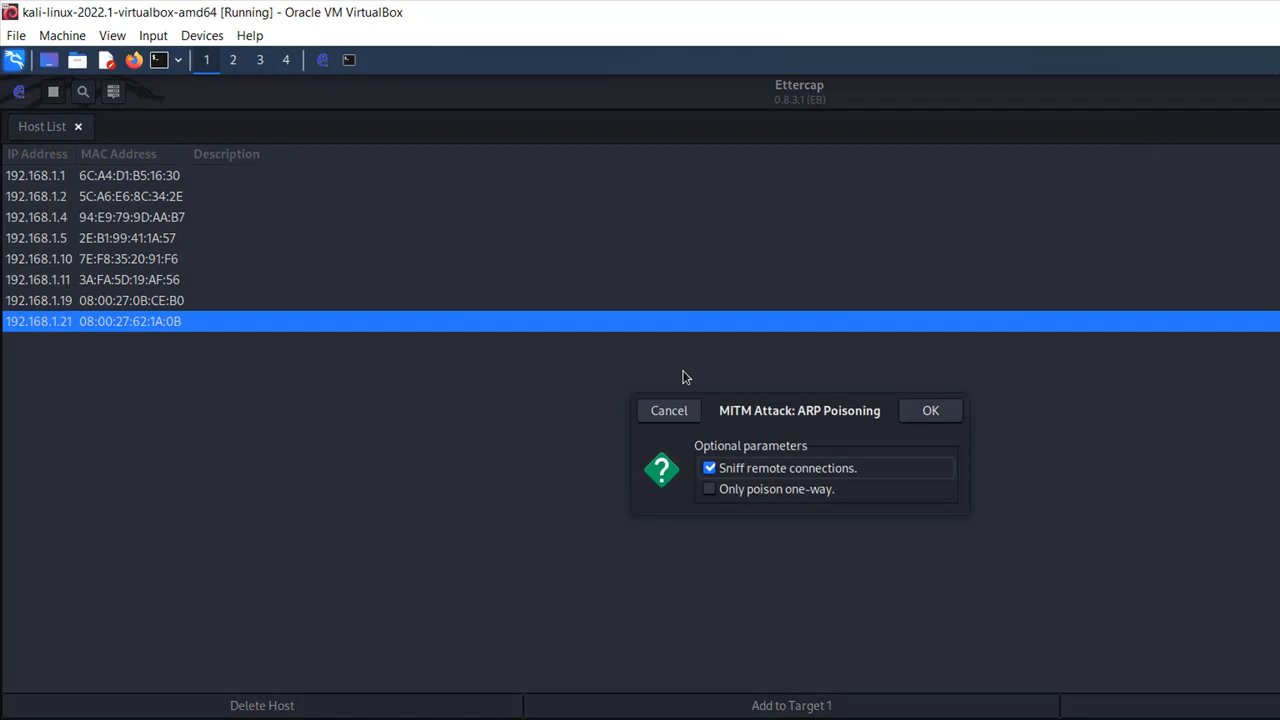 kali-linux-2022.1-virtualbox-amd64 [Running] - Oracle VM VirtualBox
File Machine View Input Devices Help
1 2 3 4
Ettercap
0.8.3.1 (EB)
Host List ×
IP Address MAC Address Description
192.168.1.1 6C:A4:D1:B5:16:30
192.168.1.2 5C:A6:E6:8C:34:2E
192.168.1.4 94:E9:79:9D:AA:B7
192.168.1.5 2E:B1:99:41:1A:57
192.168.1.10 7E:F8:35:20:91:F6
192.168.1.11 3A:FA:5D:19:AF:56
192.168.1.19 08:00:27:0B:CE:B0
192.168.1.21 08:00:27:62:1A:0B
Cancel MITM Attack: ARP Poisoning OK
Optional parameters
Sniff remote connections.
Only poison one-way.
Delete Host Add to Target 1